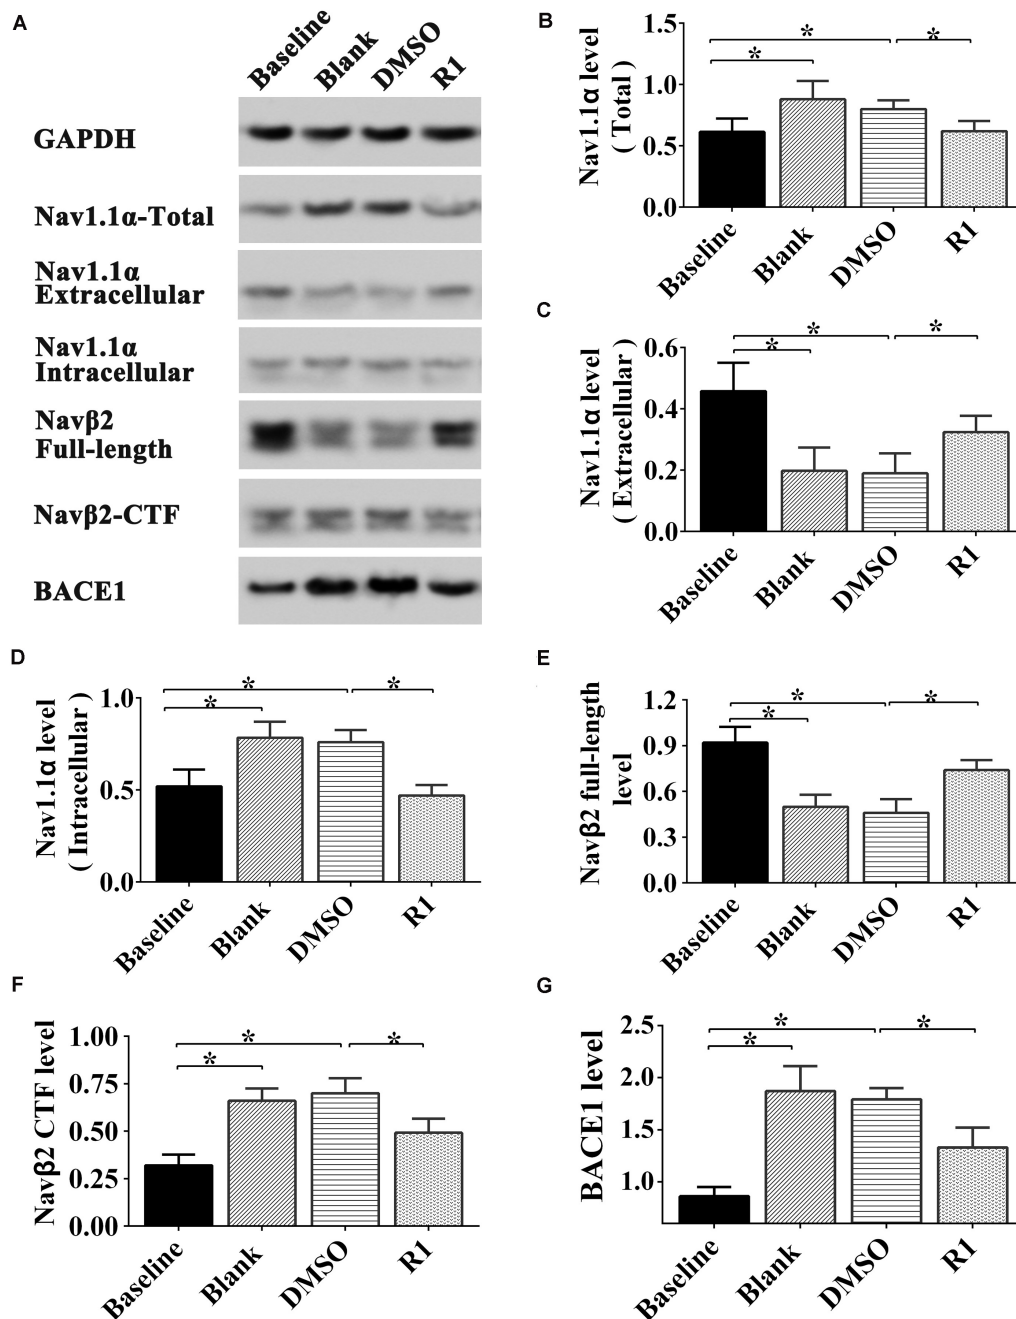 A
Baseline
Blank
DMSO
R1
GAPDH
Nav1.1α-Total
Nav1.1α
Extracellular
Nav1.1α
Intracellular
Navβ2
Full-length
Navβ2-CTF
BACE1
B
Nav1.1α level
( Total )
1.5
1.0
0.5
0.0
*
*
*
Baseline
Blank
DMSO
R1
C
Nav1.1α level
( Extracellular )
0.6
0.4
0.2
0.0
*
*
*
Baseline
Blank
DMSO
R1
D
Nav1.1α level
( Intracellular )
1.0
0.5
0.0
*
*
*
Baseline
Blank
DMSO
R1
E
Navβ2 full-length
level
1.2
0.9
0.6
0.3
0.0
*
*
*
Baseline
Blank
DMSO
R1
F
Navβ2 CTF level
1.00
0.75
0.50
0.25
0.00
*
*
*
Baseline
Blank
DMSO
R1
G
BACE1 level
2.5
2.0
1.5
1.0
*
*
*
Baseline
Blank
DMSO
R1